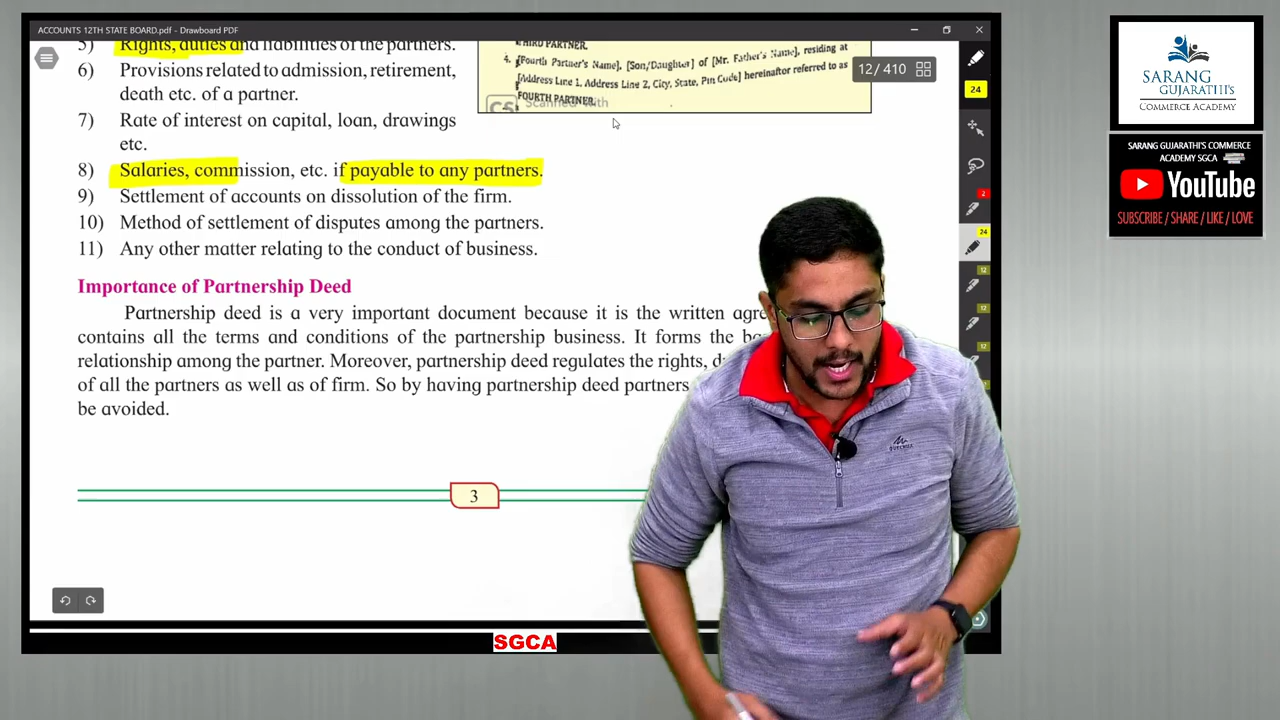 ACCOUNTS 12TH STATE BOARD.pdf - Drawboard PDF
5) Rights, duties and liabilities of the partners.
6) Provisions related to admission, retirement,
death etc. of a partner.
7) Rate of interest on capital, loan, drawings
etc.
8) Salaries, commission, etc. if payable to any partners.
9) Settlement of accounts on dissolution of the firm.
10) Method of settlement of disputes among the partners.
11) Any other matter relating to the conduct of business.
THIRD PARTNER.
4. [Fourth Partner's Name], [Son/Daughter] of [Mr. Father's Name], residing at
[Address Line 1, Address Line 2, City, State, Pin Code] hereinafter referred to as
FOURTH PARTNER.
CS Scanned with
12 / 410
Importance of Partnership Deed
Partnership deed is a very important document because it is the written agre
contains all the terms and conditions of the partnership business. It forms the
relationship among the partner. Moreover, partnership deed regulates the rights,
of all the partners as well as of firm. So by having partnership deed partners
be avoided.
3
SGCA
24
2
24
12
12
12
SARANG
GUJARATHI'S
COMMERCE ACADEMY
SARANG GUJARATHI'S COMMERCE
ACADEMY SGCA
YouTube
SUBSCRIBE / SHARE / LIKE / LOVE
QUECHUA